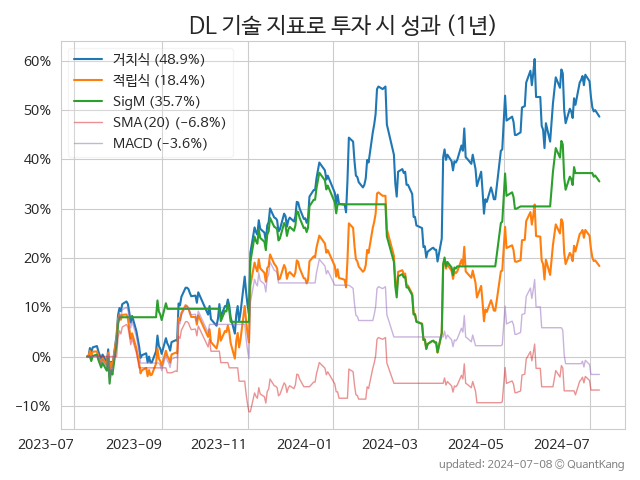 DL 기술 지표로 투자 시 성과 (1년)
60%
50%
40%
30%
20%
10%
0%
−10%
거치식 (48.9%)
적립식 (18.4%)
SigM (35.7%)
SMA(20) (−6.8%)
MACD (−3.6%)
2023-07
2023-09
2023-11
2024-01
2024-03
2024-05
2024-07
updated: 2024-07-08 © QuantKang